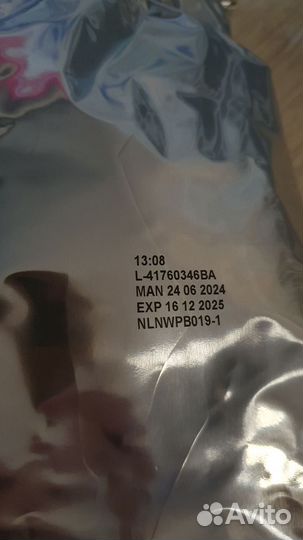 13:08
L-41760346BA
MAN 24 06 2024
EXP 16 12 2025
NLNWPB019-1
Avito